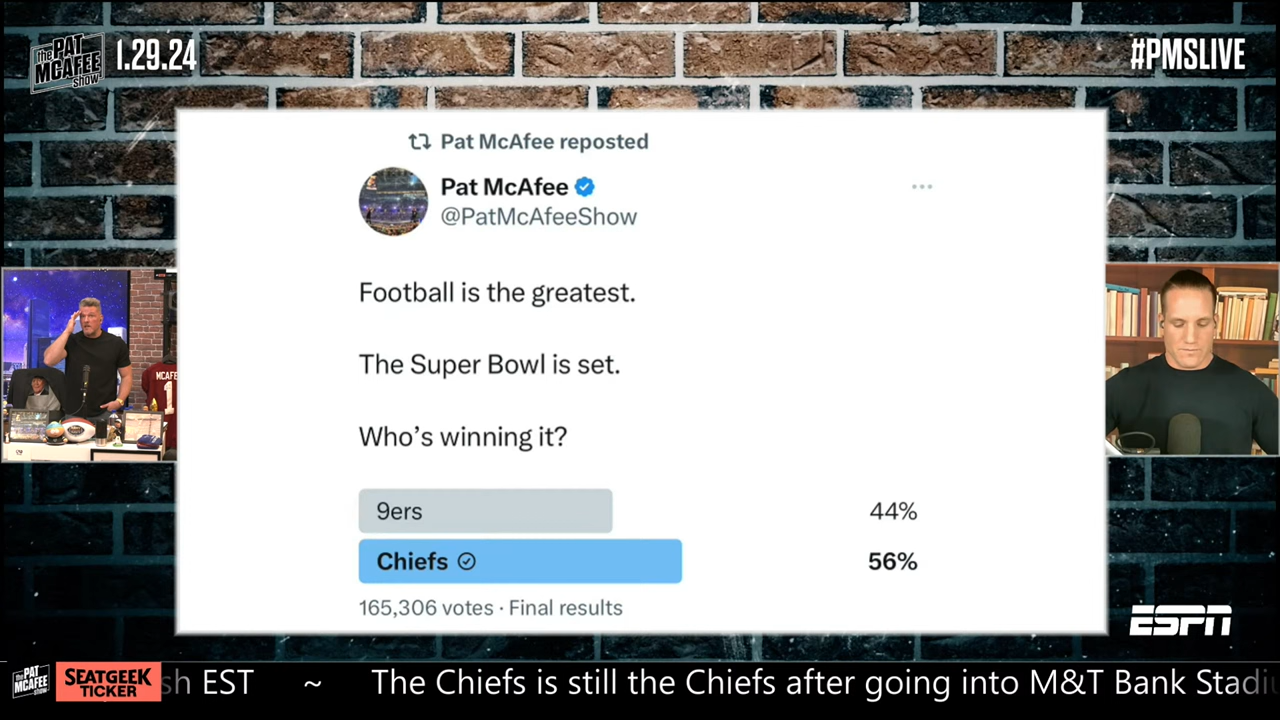 the PAT MCAFEE show
1.29.24
#PMSLIVE
Pat McAfee reposted
Pat McAfee
@PatMcAfeeShow
Football is the greatest.
The Super Bowl is set.
Who's winning it?
9ers 44%
Chiefs 56%
165,306 votes · Final results
MCAFE
1
ESPN
the PAT MCAFEE show
SEATGEEK
TICKER
sh EST ~ The Chiefs is still the Chiefs after going into M&T Bank Stadi